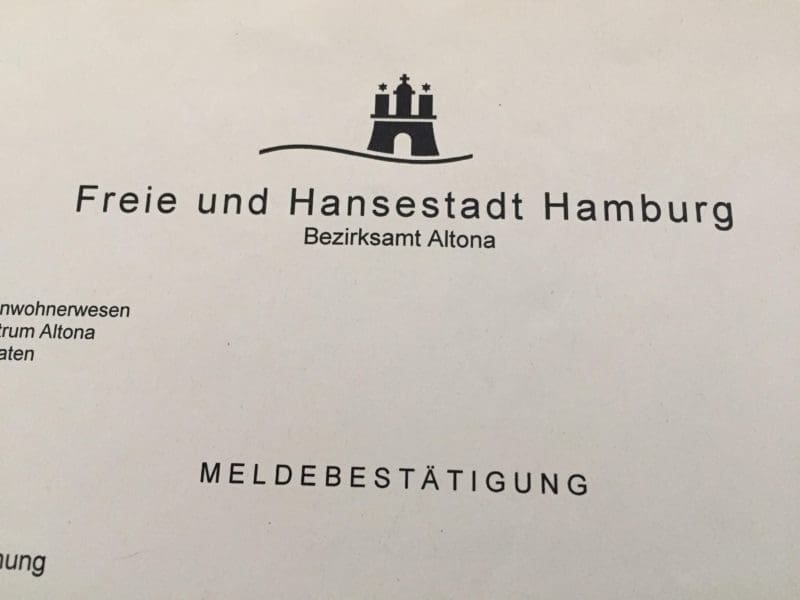 Freie und Hansestadt Hamburg
Bezirksamt Altona
nwohnerwesen
trum Altona
aten
MELDEBESTÄTIGUNG
nung